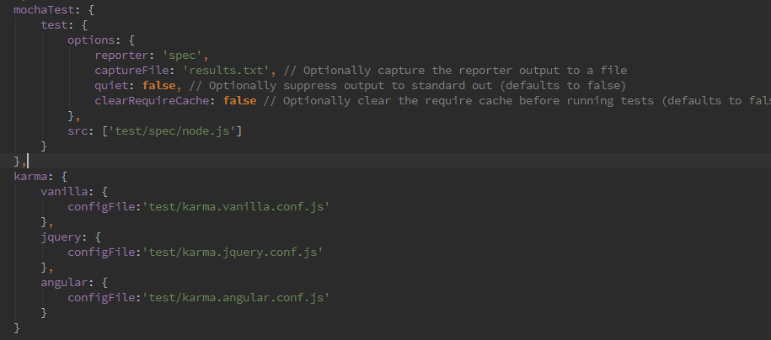 mochaTest: {
    test: {
        options: {
            reporter: 'spec',
            captureFile: 'results.txt', // Optionally capture the reporter output to a file
            quiet: false, // Optionally suppress output to standard out (defaults to false)
            clearRequireCache: false // Optionally clear the require cache before running tests (defaults to fals
        },
        src: ['test/spec/node.js']
    }
},
karma: {
    vanilla: {
        configFile:'test/karma.vanilla.conf.js'
    },
    jquery: {
        configFile:'test/karma.jquery.conf.js'
    },
    angular: {
        configFile:'test/karma.angular.conf.js'
    }
}